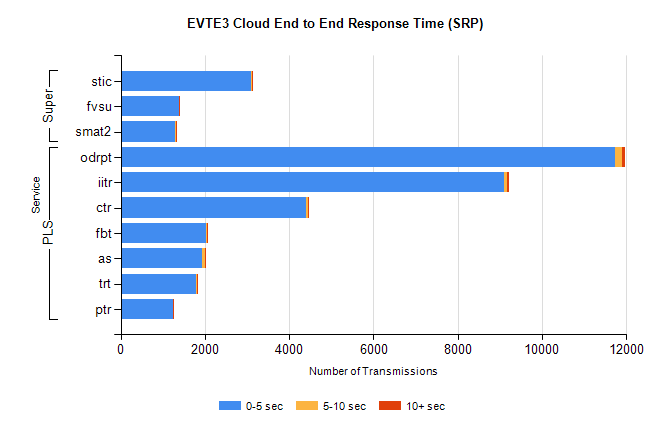 EVTE3 Cloud End to End Response Time (SRP)
Super
stic
fvsu
smat2
Service
PLS
odrpt
iitr
ctr
fbt
as
trt
ptr
0 2000 4000 6000 8000 10000 12000
Number of Transmissions
0-5 sec 5-10 sec 10+ sec